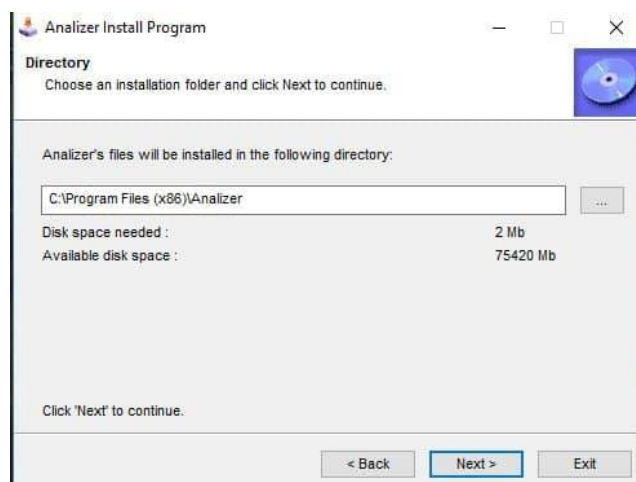 Analizer Install Program
Directory
Choose an installation folder and click Next to continue.
Analizer's files will be installed in the following directory:
C:\Program Files (x86)\Analizer
...
Disk space needed : 2 Mb
Available disk space : 75420 Mb
Click 'Next' to continue.
< Back Next > Exit